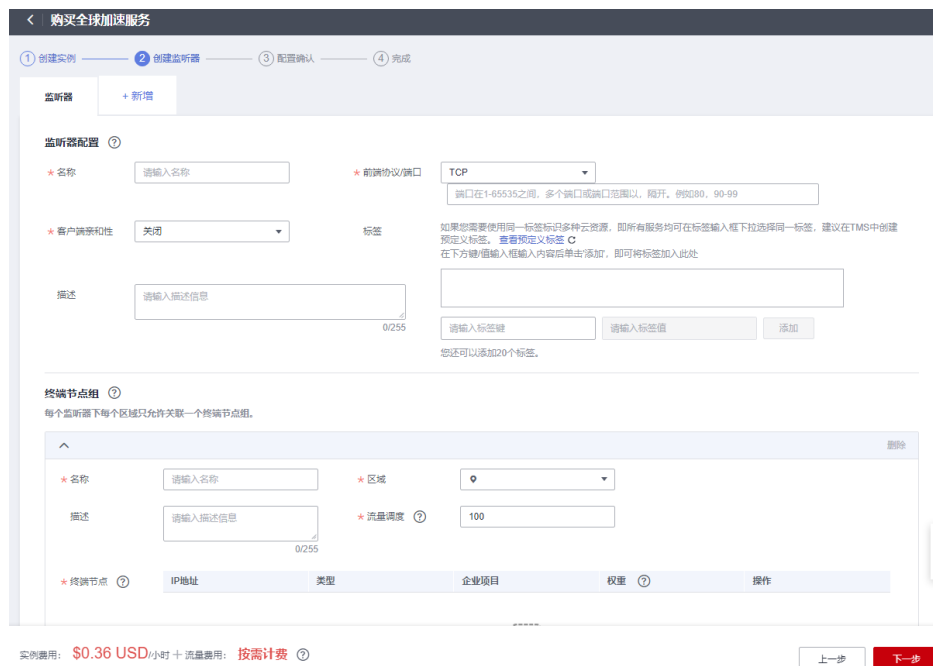 购买全球加速服务
1 创建实例 2 创建监听器 3 配置确认 4 完成
监听器 + 新增
监听器配置 ?
* 名称 请输入名称 * 前端协议/端口 TCP
端口在1-65535之间，多个端口或端口范围以，隔开。例如80，90-99
* 客户端亲和性 关闭 标签 如果您需要使用同一标签标识多种云资源，即所有服务均可在标签输入框下拉选择同一标签，建议在TMS中创建
预定义标签。 查看预定义标签
在下方键/值输入框输入内容后单击'添加'，即可将标签加入此处
描述 请输入描述信息
0/255
请输入标签键 请输入标签值 添加
您还可以添加20个标签。
终端节点组 ?
每个监听器下每个区域只允许关联一个终端节点组。
删除
* 名称 请输入名称 * 区域
描述 请输入描述信息 * 流量调度 ? 100
0/255
* 终端节点 ? IP地址 类型 企业项目 权重 ? 操作
实例费用： $0.36 USD/小时 + 流量费用： 按需计费 ?
上一步 下一步